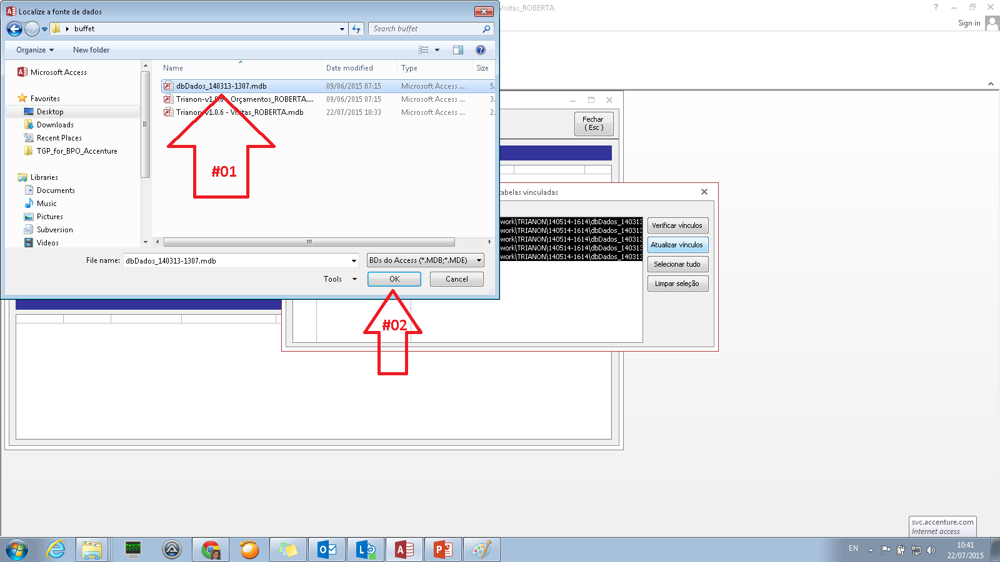 Localize a fonte de dados
Visitas_ROBERTA
Sign in
buffet
Search buffet
Organize
New folder
Microsoft Access
Favorites
Desktop
Downloads
Recent Places
TGP_for_BPO_Accenture
Libraries
Documents
Music
Pictures
Subversion
Videos
Name
Date modified
Type
Size
dbDados_140313-1307.mdb
09/06/2015 07:15
Microsoft Access ...
5.
Orçamentos_ROBERTA....
09/06/2015 07:15
Microsoft Access ...
3.
Trianon-v1.0.6 - Visitas_ROBERTA.mdb
22/07/2015 10:33
Microsoft Access ...
2.
#01
File name:
dbDados_140313-1307.mdb
BDs do Access (*.MDB;*.MDE)
Tools
OK
Cancel
#02
Fechar
( Esc )
tabelas vinculadas
work\TRIANON\140514-1614\dbDados_140313
work\TRIANON\140514-1614\dbDados_140313
work\TRIANON\140514-1614\dbDados_140313
work\TRIANON\140514-1614\dbDados_140313
work\TRIANON\140514-1614\dbDados_140313
Verificar vínculos
Atualizar vínculos
Selecionar tudo
Limpar seleção
svc.accenture.com
Internet access
EN
10:41
22/07/2015